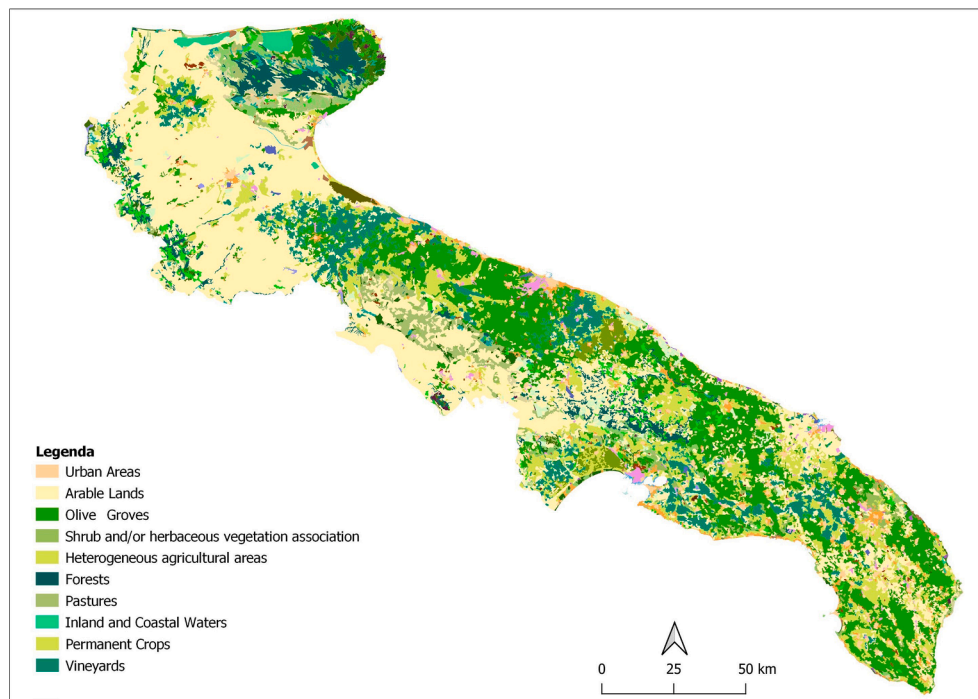 Legenda
Urban Areas
Arable Lands
Olive Groves
Shrub and/or herbaceous vegetation association
Heterogeneous agricultural areas
Forests
Pastures
Inland and Coastal Waters
Permanent Crops
Vineyards
0 25 50 km